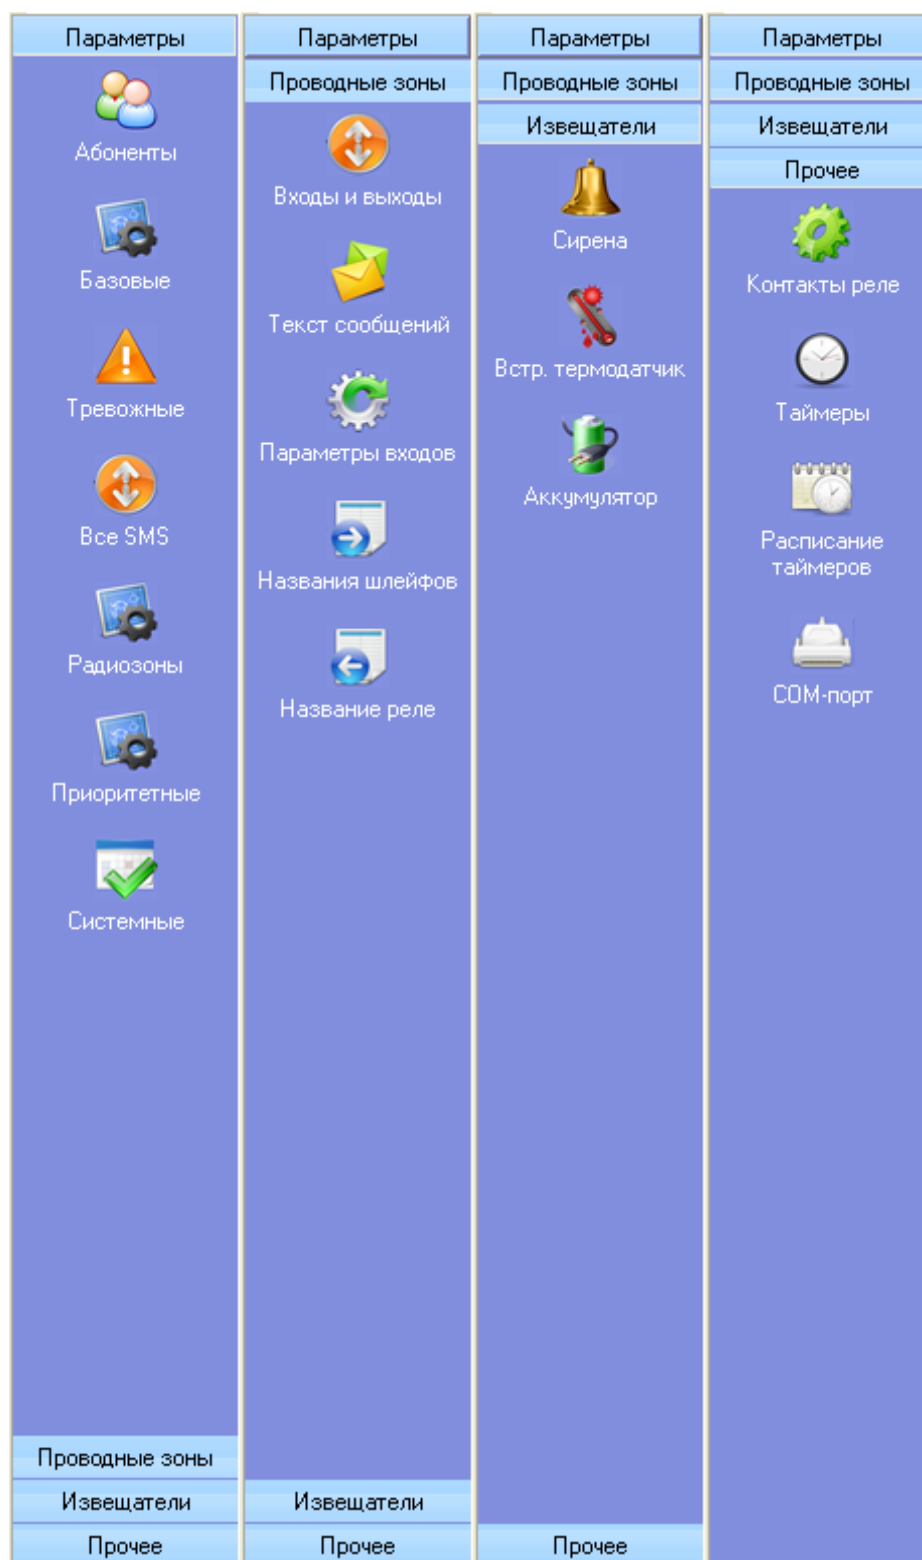 Параметры
Абоненты
Базовые
Тревожные
Все SMS
Радиозоны
Приоритетные
Системные
Проводные зоны
Извещатели
Прочее
Параметры
Проводные зоны
Входы и выходы
Текст сообщений
Параметры входов
Названия шлейфов
Название реле
Извещатели
Прочее
Параметры
Проводные зоны
Извещатели
Сирена
Встр. термодатчик
Аккумулятор
Прочее
Параметры
Проводные зоны
Извещатели
Прочее
Контакты реле
Таймеры
Расписание
таймеров
COM-порт